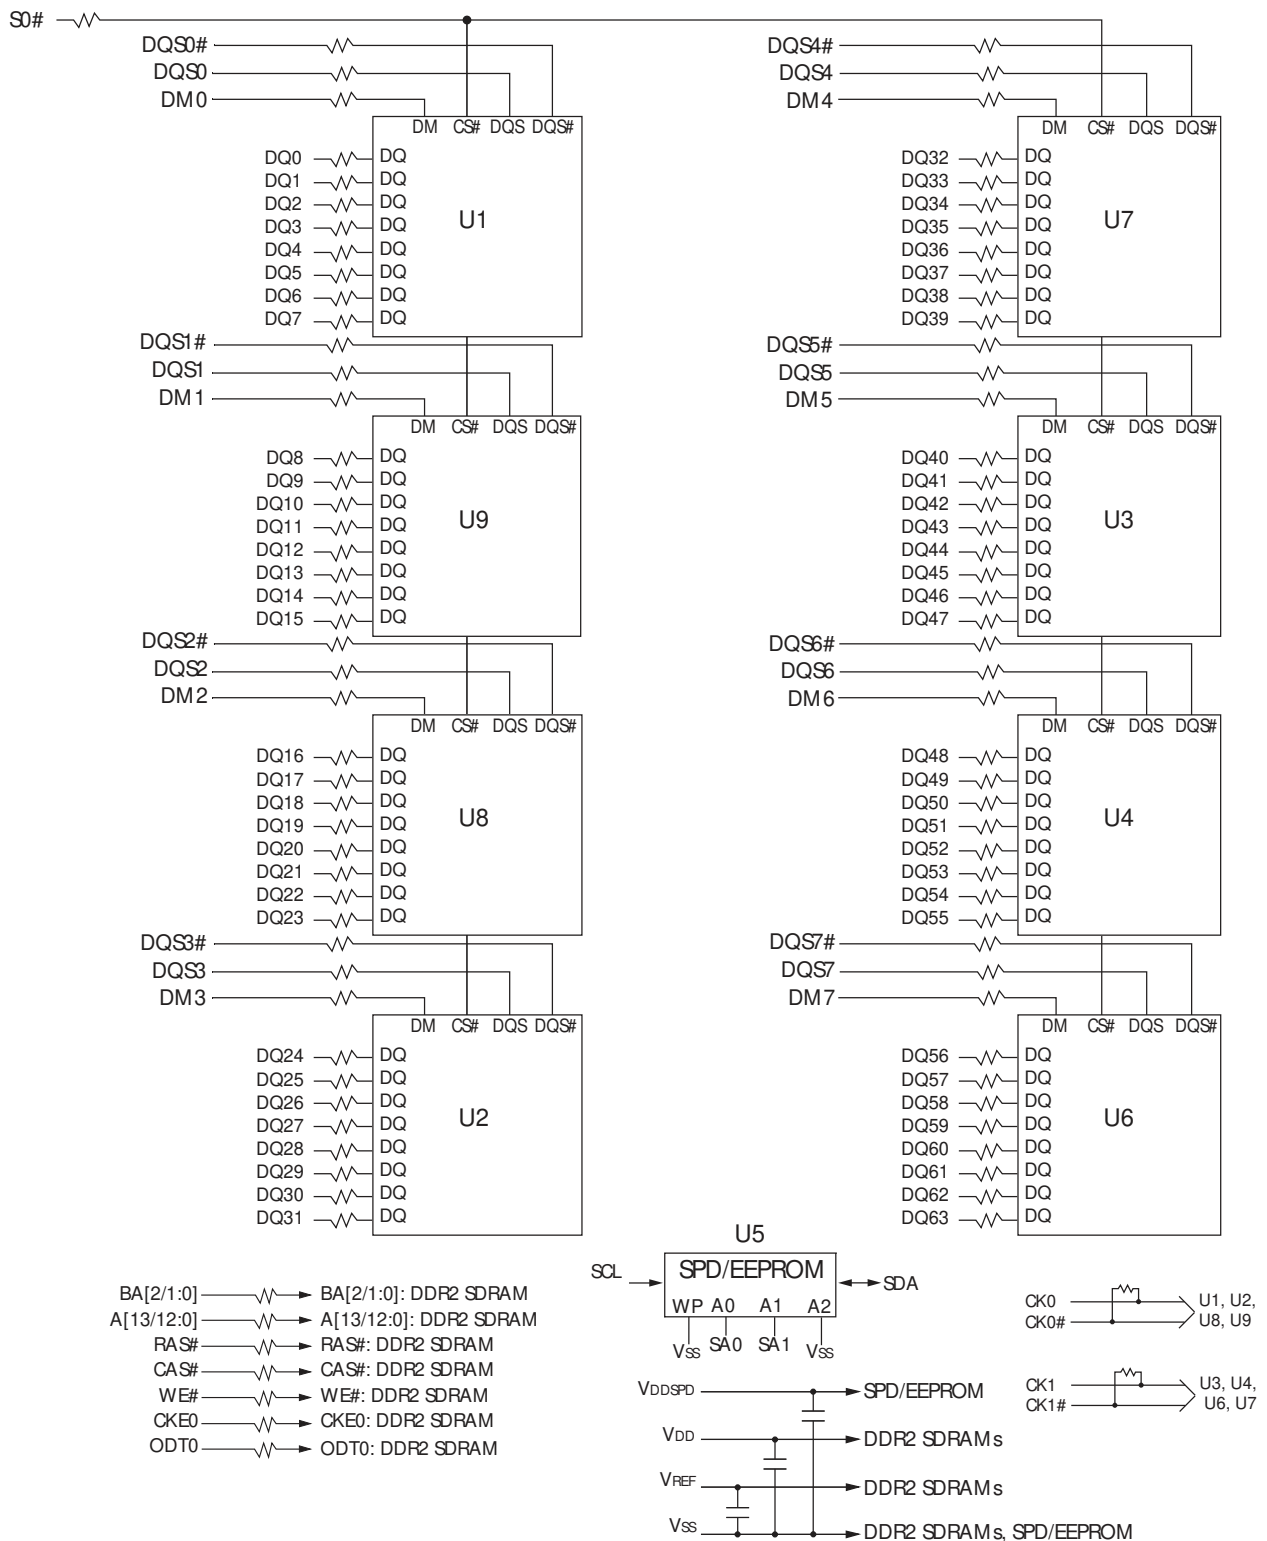 S0#
DQS0#
DQS0
DM0
DM CS# DQS DQS#
DQ0 DQ
DQ1 DQ
DQ2 DQ
DQ3 DQ
DQ4 DQ
DQ5 DQ
DQ6 DQ
DQ7 DQ
U1
DQS1#
DQS1
DM1
DM CS# DQS DQS#
DQ8 DQ
DQ9 DQ
DQ10 DQ
DQ11 DQ
DQ12 DQ
DQ13 DQ
DQ14 DQ
DQ15 DQ
U9
DQS2#
DQS2
DM2
DM CS# DQS DQS#
DQ16 DQ
DQ17 DQ
DQ18 DQ
DQ19 DQ
DQ20 DQ
DQ21 DQ
DQ22 DQ
DQ23 DQ
U8
DQS3#
DQS3
DM3
DM CS# DQS DQS#
DQ24 DQ
DQ25 DQ
DQ26 DQ
DQ27 DQ
DQ28 DQ
DQ29 DQ
DQ30 DQ
DQ31 DQ
U2
DQS4#
DQS4
DM4
DM CS# DQS DQS#
DQ32 DQ
DQ33 DQ
DQ34 DQ
DQ35 DQ
DQ36 DQ
DQ37 DQ
DQ38 DQ
DQ39 DQ
U7
DQS5#
DQS5
DM5
DM CS# DQS DQS#
DQ40 DQ
DQ41 DQ
DQ42 DQ
DQ43 DQ
DQ44 DQ
DQ45 DQ
DQ46 DQ
DQ47 DQ
U3
DQS6#
DQS6
DM6
DM CS# DQS DQS#
DQ48 DQ
DQ49 DQ
DQ50 DQ
DQ51 DQ
DQ52 DQ
DQ53 DQ
DQ54 DQ
DQ55 DQ
U4
DQS7#
DQS7
DM7
DM CS# DQS DQS#
DQ56 DQ
DQ57 DQ
DQ58 DQ
DQ59 DQ
DQ60 DQ
DQ61 DQ
DQ62 DQ
DQ63 DQ
U6
BA[2/1:0] BA[2/1:0]: DDR2 SDRAM
A[13/12:0] A[13/12:0]: DDR2 SDRAM
RAS# RAS#: DDR2 SDRAM
CAS# CAS#: DDR2 SDRAM
WE# WE#: DDR2 SDRAM
CKE0 CKE0: DDR2 SDRAM
ODT0 ODT0: DDR2 SDRAM
U5
SCL SPD/EEPROM SDA
WP A0 A1 A2
VSS SA0 SA1 VSS
VDDSPD SPD/EEPROM
VDD DDR2 SDRAMs
VREF DDR2 SDRAMs
VSS DDR2 SDRAMs, SPD/EEPROM
CK0 U1, U2,
CK0# U8, U9
CK1 U3, U4,
CK1# U6, U7